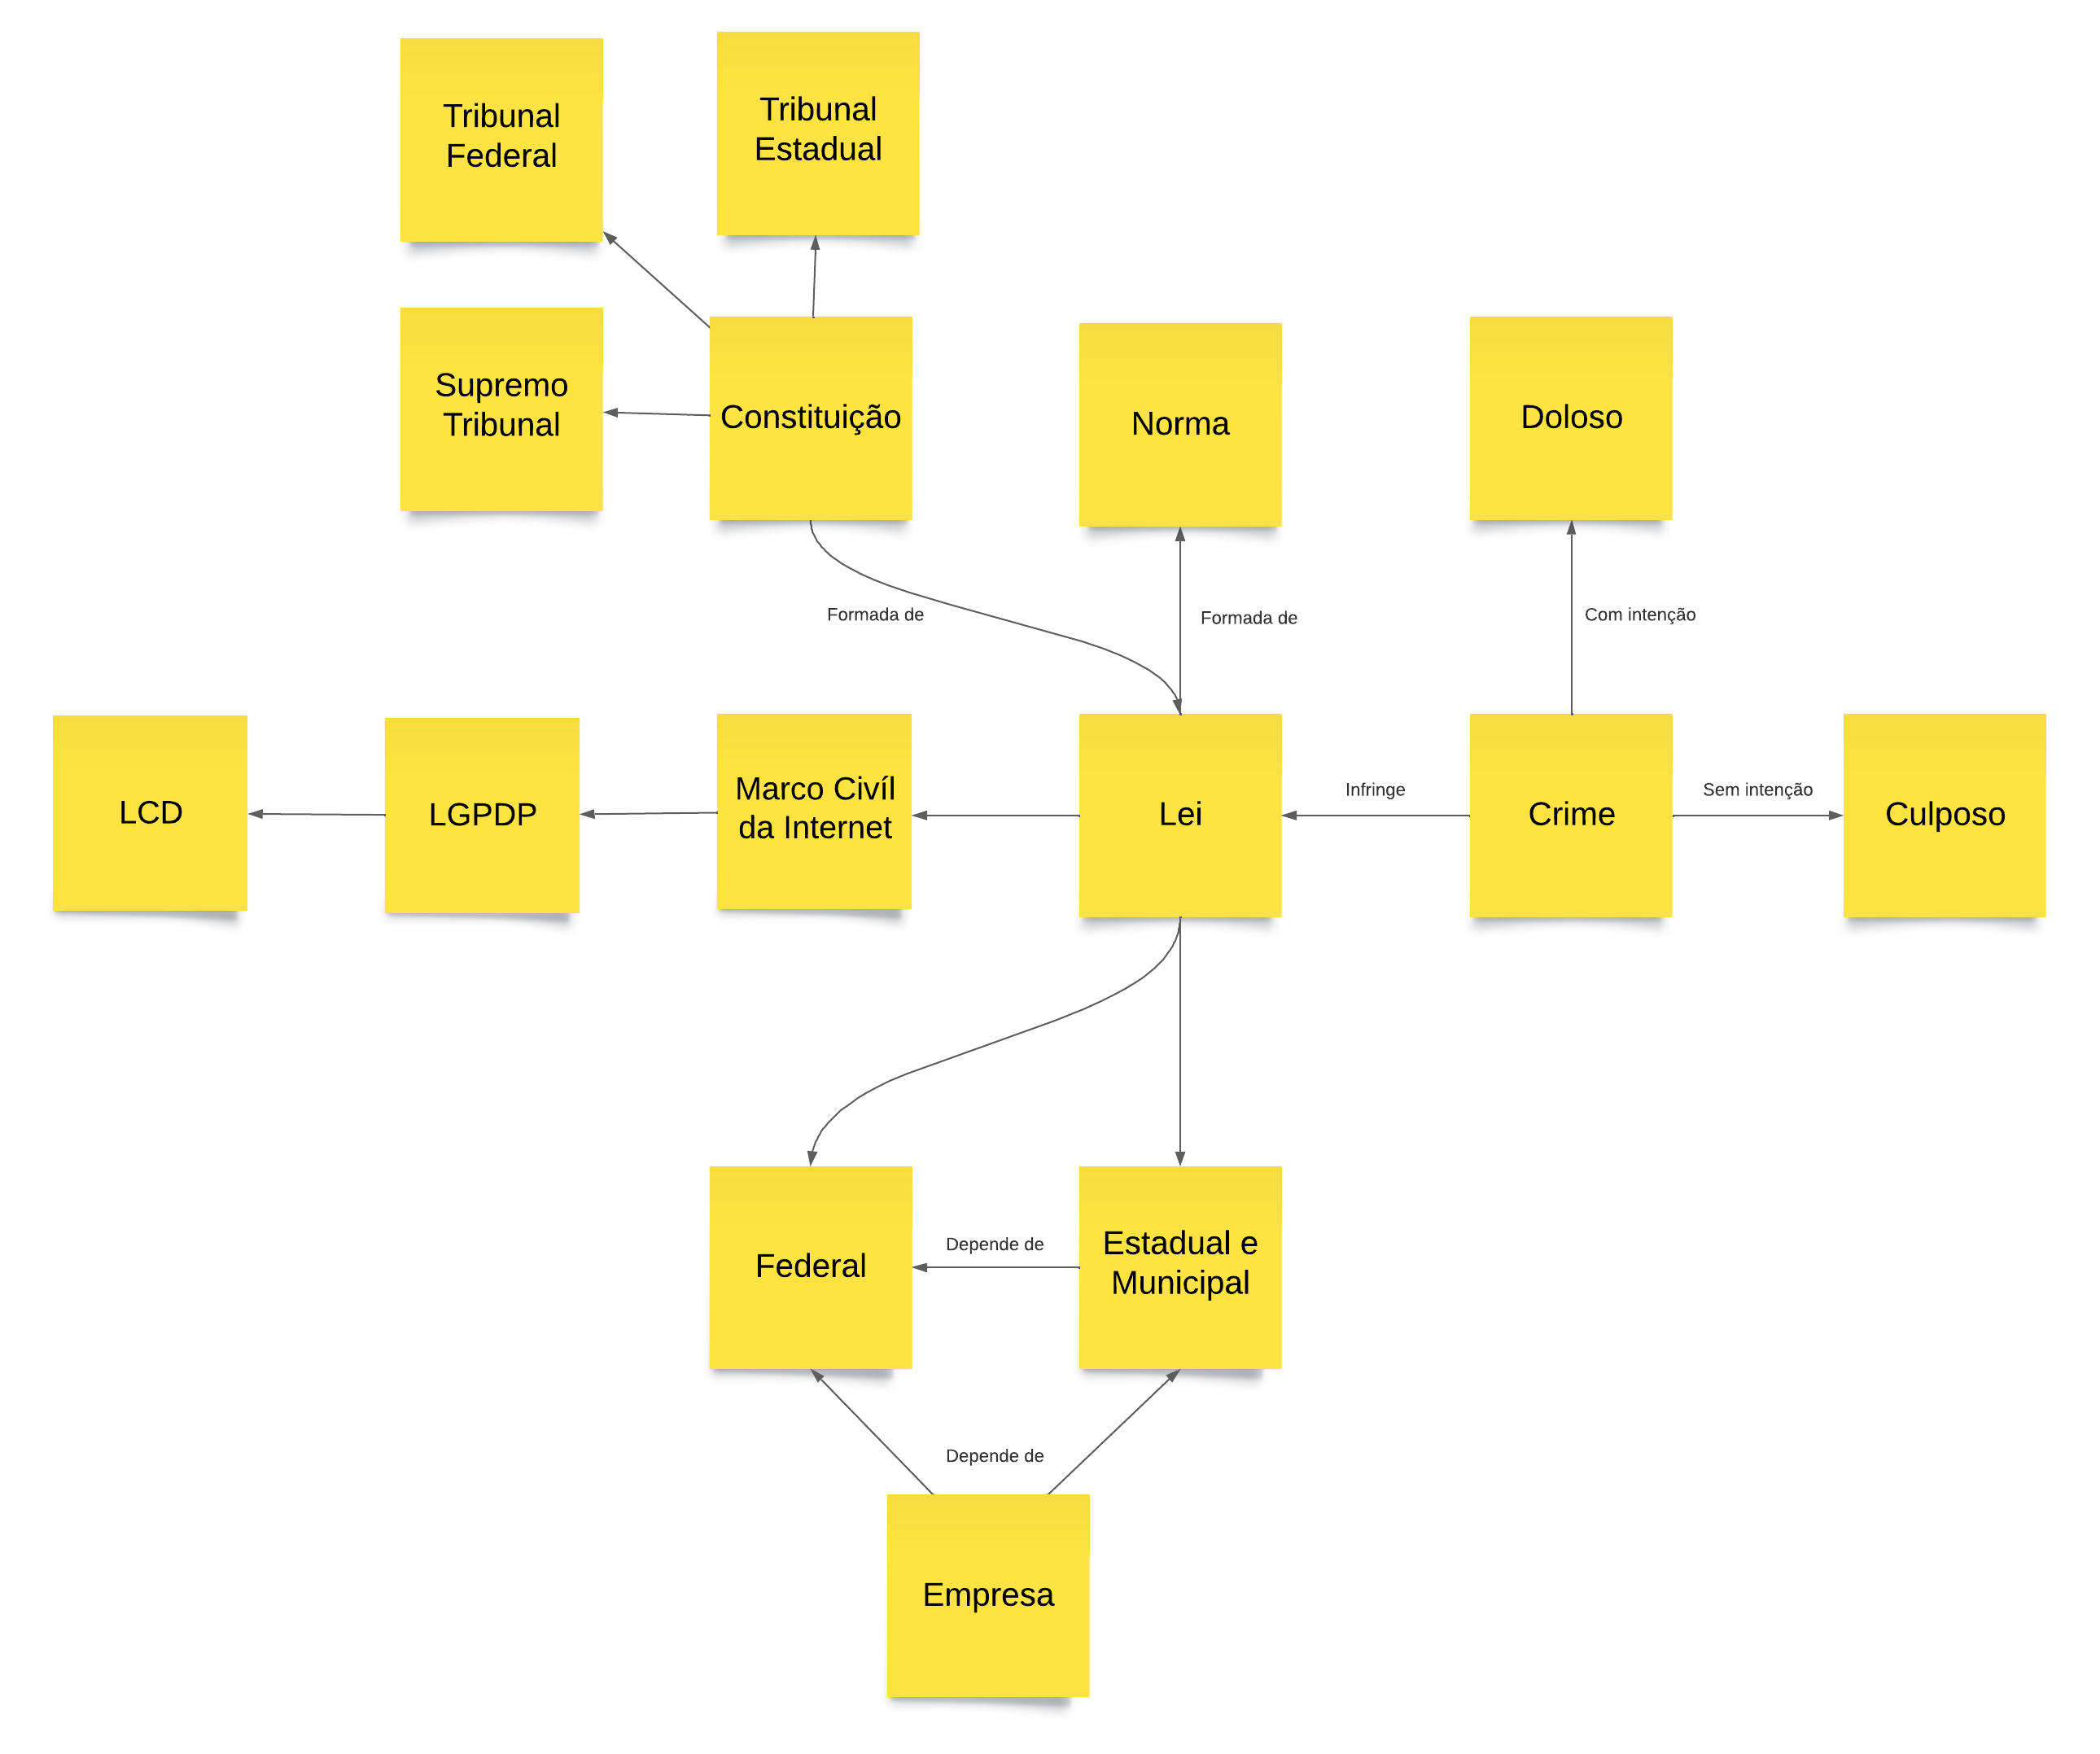 Tribunal
Federal
Tribunal
Estadual
Supremo
Tribunal
Constituição
Norma
Doloso
Formada de
Formada de
Com intenção
LCD
LGPDP
Marco Civíl
da Internet
Lei
Infringe
Crime
Sem intenção
Culposo
Federal
Depende de
Estadual e
Municipal
Depende de
Empresa